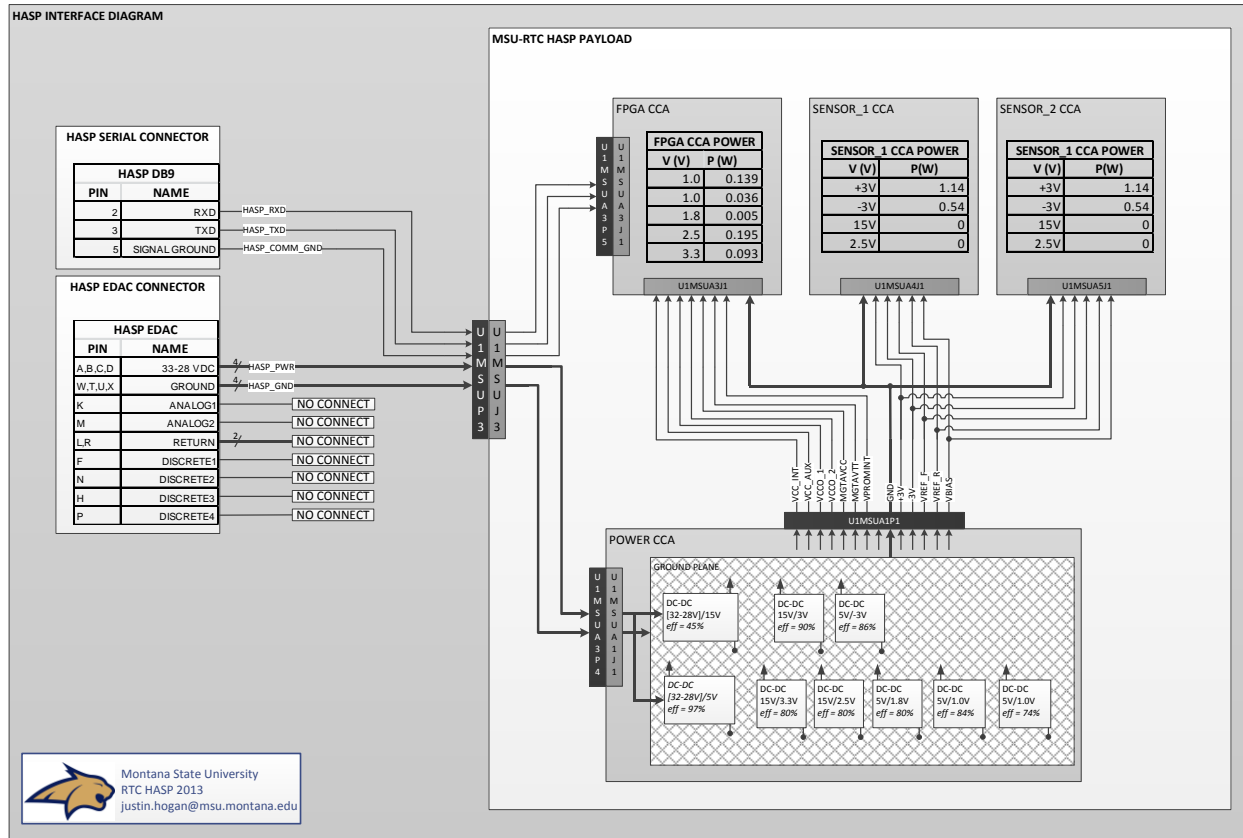 HASP INTERFACE DIAGRAM
MSU-RTC HASP PAYLOAD
HASP SERIAL CONNECTOR
HASP DB9
PIN NAME
2 RXD
3 TXD
5 SIGNAL GROUND
HASP_RXD
HASP_TXD
HASP_COMM_GND
HASP EDAC CONNECTOR
HASP EDAC
PIN NAME
A,B,C,D 33-28 VDC
W,T,U,X GROUND
K ANALOG1
M ANALOG2
L,R RETURN
F DISCRETE1
N DISCRETE2
H DISCRETE3
P DISCRETE4
4 HASP_PWR
4 HASP_GND
NO CONNECT
NO CONNECT
2 NO CONNECT
NO CONNECT
NO CONNECT
NO CONNECT
NO CONNECT
U1MSUP3
U1MSUJ3
FPGA CCA
U1MSUA3P5
U1MSUA3J1
FPGA CCA POWER
V (V) P (W)
1.0 0.139
1.0 0.036
1.8 0.005
2.5 0.195
3.3 0.093
U1MSUA3J1
SENSOR_1 CCA
SENSOR_1 CCA POWER
V (V) P(W)
+3V 1.14
-3V 0.54
15V 0
2.5V 0
U1MSUA4J1
SENSOR_2 CCA
SENSOR_1 CCA POWER
V (V) P(W)
+3V 1.14
-3V 0.54
15V 0
2.5V 0
U1MSUA5J1
VCC_INT
VCC_AUX
VCCO_1
VCCO_2
MGTAVCC
MGTAVTT
VPROMINT
GND
+3V
-3V
VREF_F
VREF_R
VBIAS
U1MSUA1P1
POWER CCA
U1MSUA3P4
U1MSUA1J1
GROUND PLANE
DC-DC
[32-28V]/15V
eff = 45%
DC-DC
15V/3V
eff = 90%
DC-DC
5V/-3V
eff = 86%
DC-DC
[32-28V]/5V
eff = 97%
DC-DC
15V/3.3V
eff = 80%
DC-DC
15V/2.5V
eff = 80%
DC-DC
5V/1.8V
eff = 80%
DC-DC
5V/1.0V
eff = 84%
DC-DC
5V/1.0V
eff = 74%
Montana State University
RTC HASP 2013
justin.hogan@msu.montana.edu